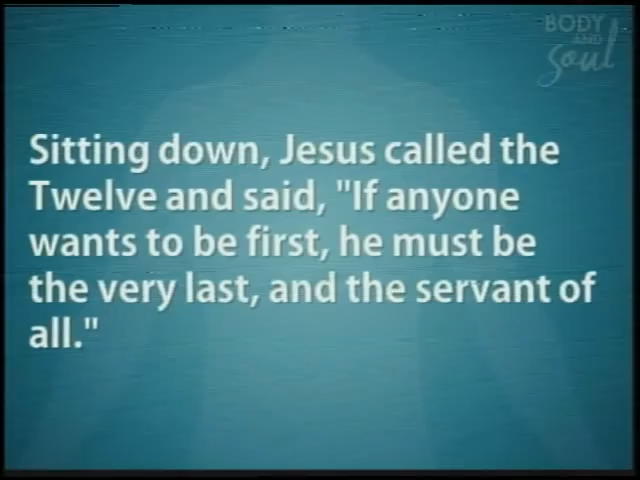 BODY
AND
Soul
Sitting down, Jesus called the
Twelve and said, "If anyone
wants to be first, he must be
the very last, and the servant of
all."